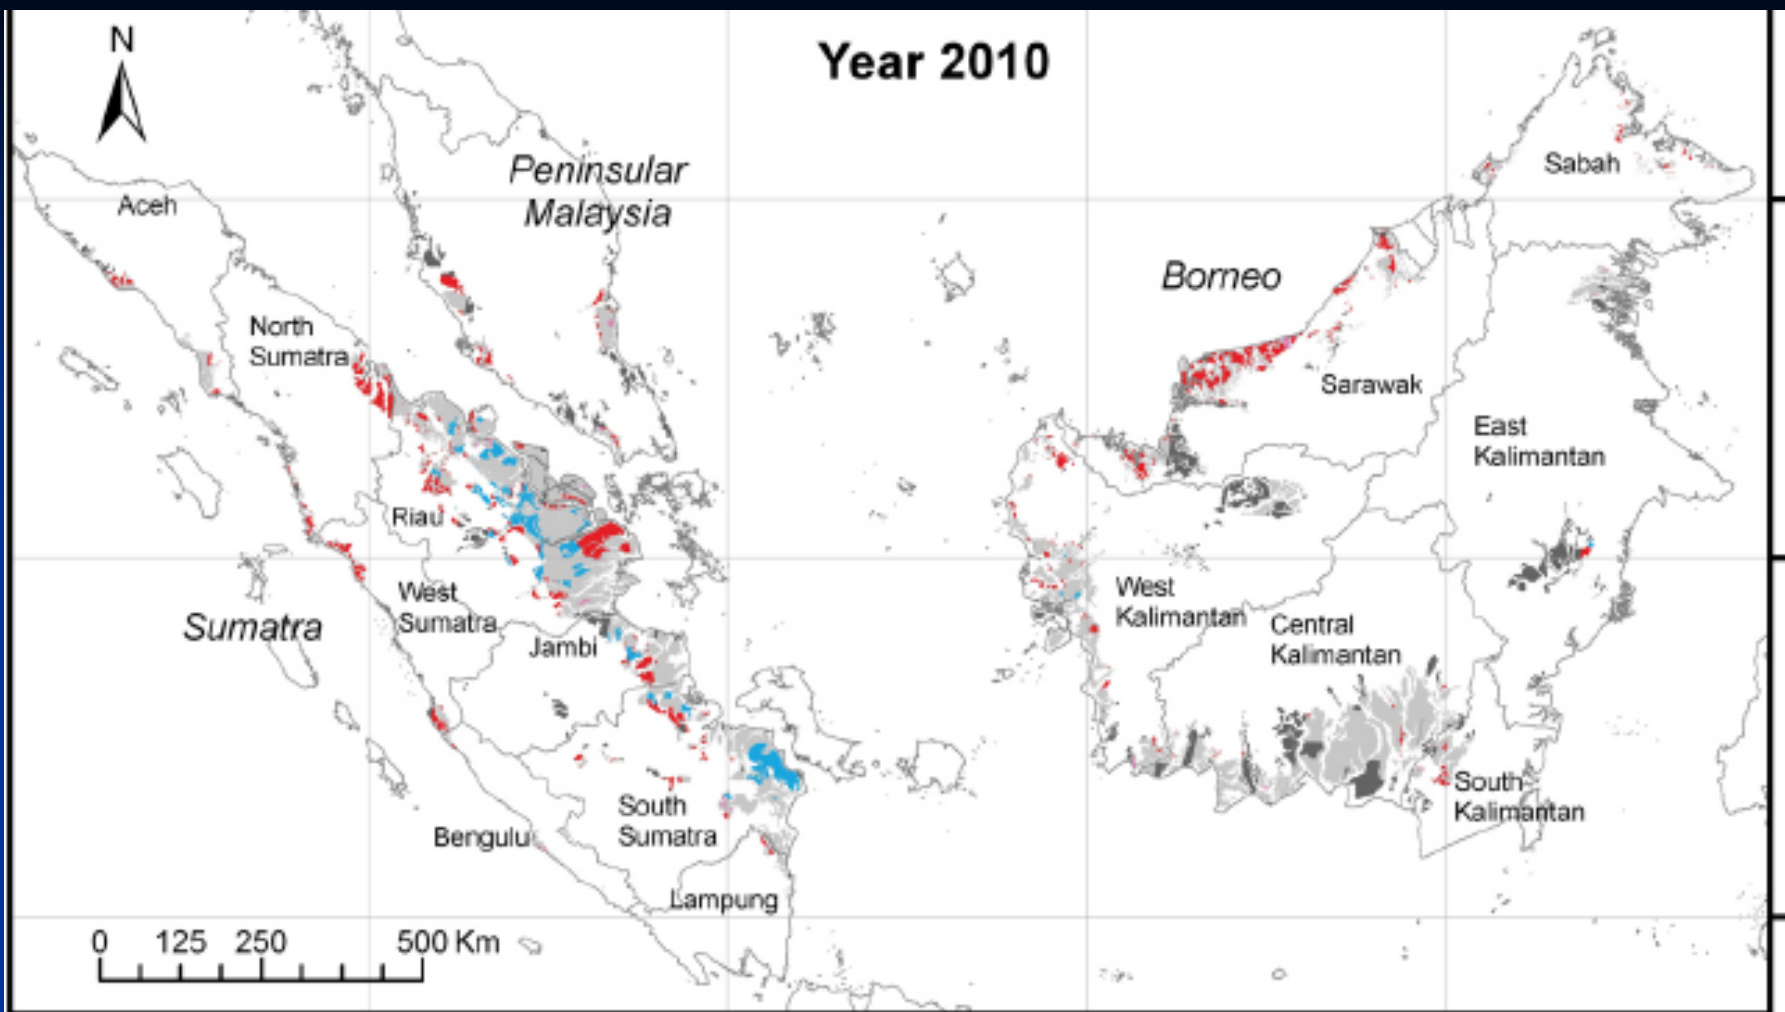 N
Year 2010
Peninsular
Malaysia
Aceh
Sabah
Borneo
North
Sumatra
Sarawak
East
Kalimantan
Riau
West
Sumatra
West
Kalimantan
Sumatra
Central
Kalimantan
Jambi
South
Sumatra
South
Kalimantan
Bengulu
Lampung
0 125 250 500 Km